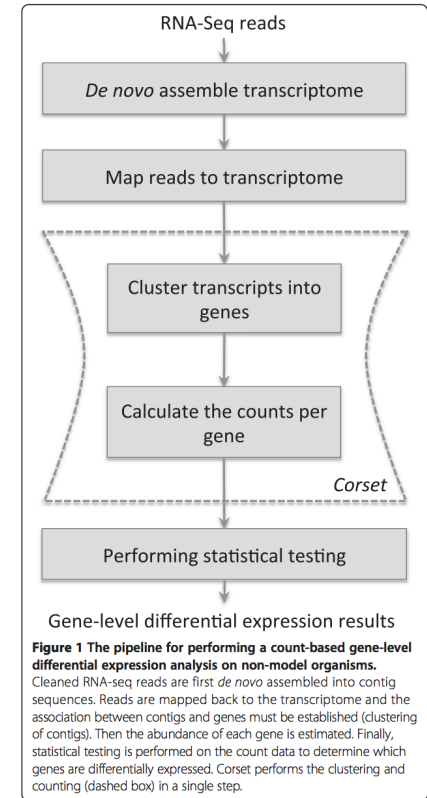 RNA-Seq reads
De novo assemble transcriptome
Map reads to transcriptome
Cluster transcripts into
genes
Calculate the counts per
gene
Corset
Performing statistical testing
Gene-level differential expression results
Figure 1 The pipeline for performing a count-based gene-level
differential expression analysis on non-model organisms.
Cleaned RNA-seq reads are first de novo assembled into contig
sequences. Reads are mapped back to the transcriptome and the
association between contigs and genes must be established (clustering
of contigs). Then the abundance of each gene is estimated. Finally,
statistical testing is performed on the count data to determine which
genes are differentially expressed. Corset performs the clustering and
counting (dashed box) in a single step.